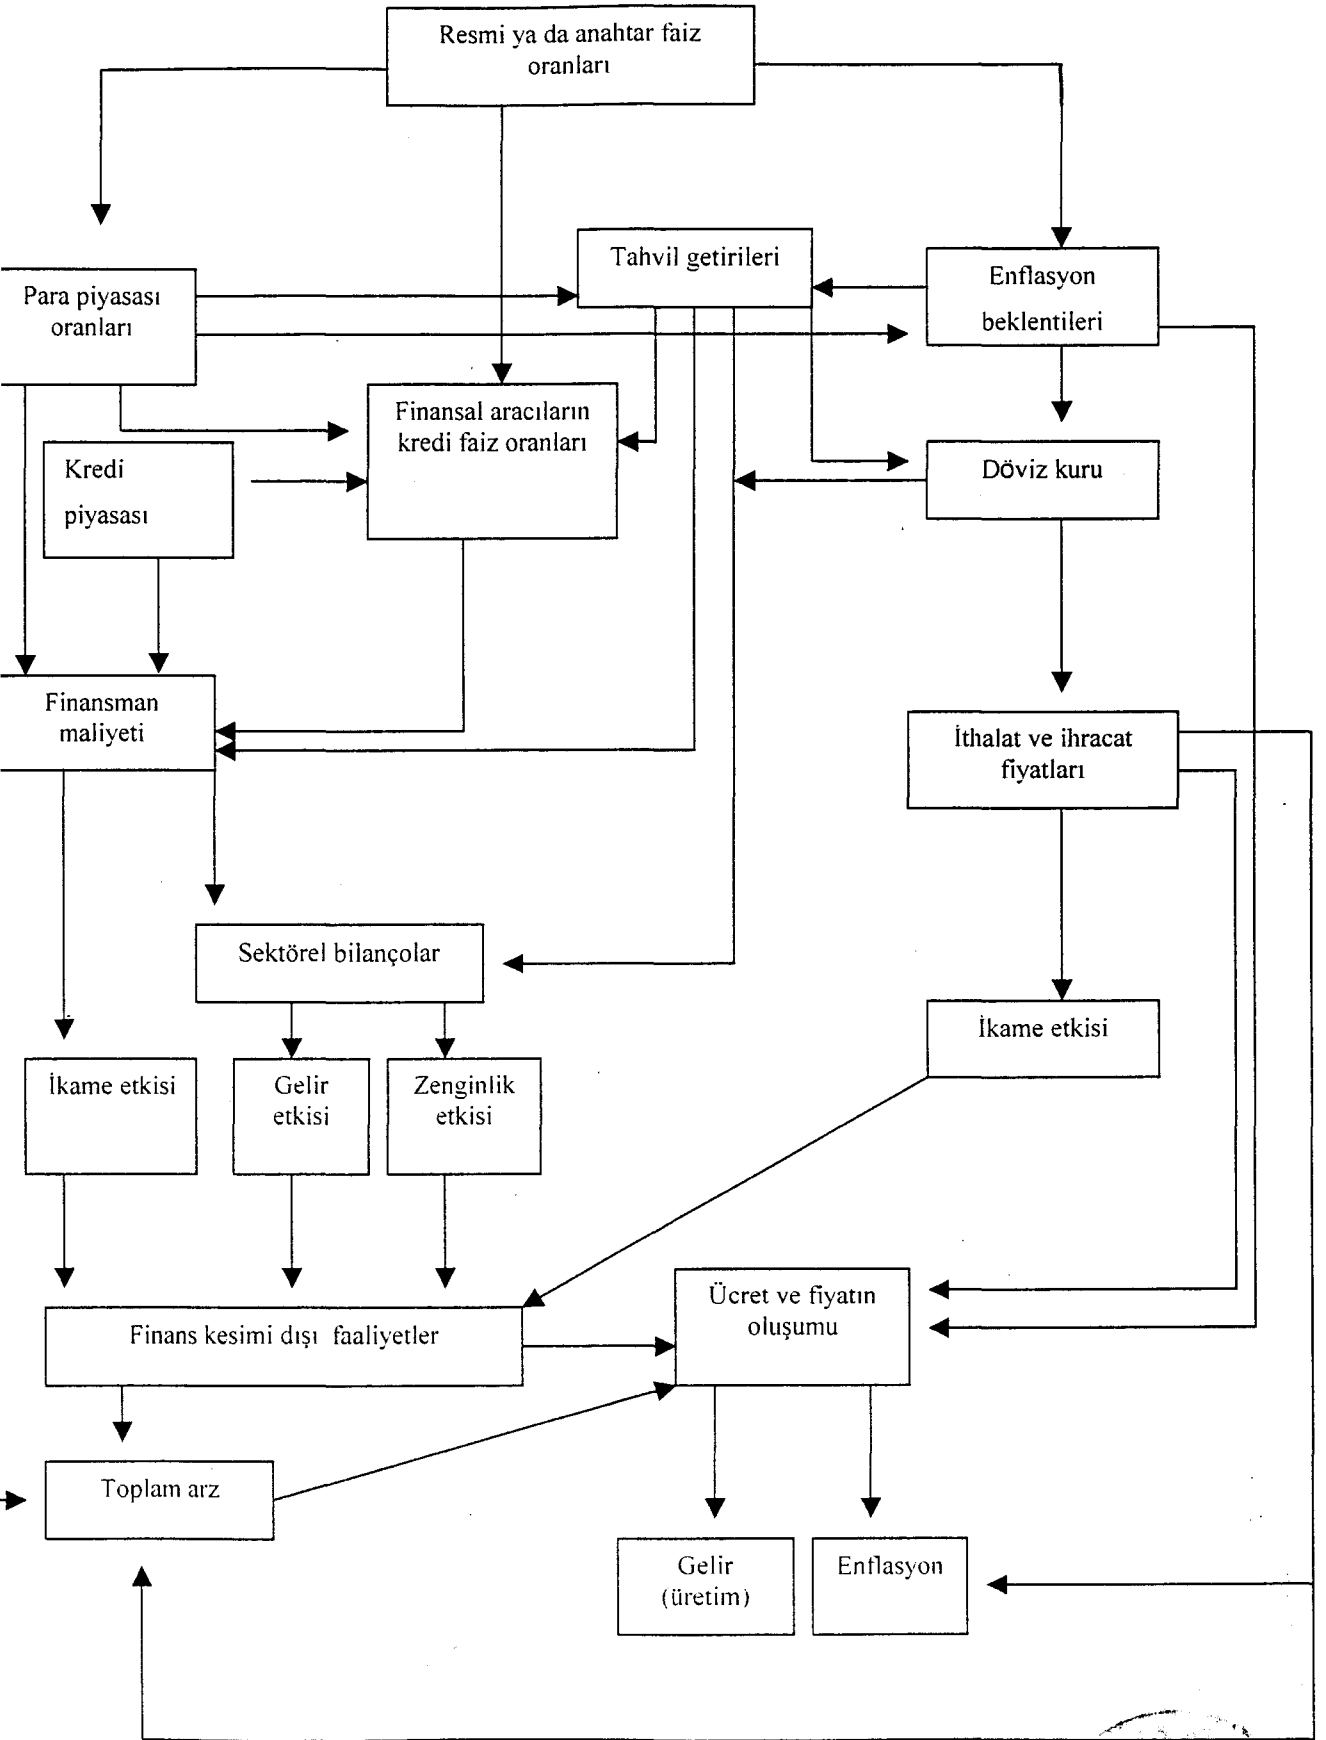 Resmi ya da anahtar faiz
oranları
Tahvil getirileri
Enflasyon
beklentileri
Para piyasası
oranları
Finansal aracıların
kredi faiz oranları
Kredi
piyasası
Döviz kuru
Finansman
maliyeti
İthalat ve ihracat
fiyatları
Sektörel bilançolar
İkame etkisi
İkame etkisi
Gelir
etkisi
Zenginlik
etkisi
Ücret ve fiyatın
oluşumu
Finans kesimi dışı faaliyetler
Toplam arz
Gelir
(üretim)
Enflasyon